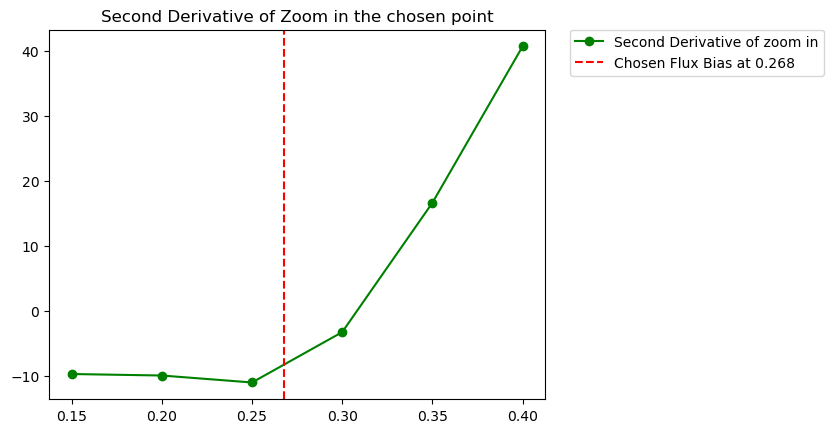 Second Derivative of Zoom in the chosen point
Second Derivative of zoom in
Chosen Flux Bias at 0.268
40
30
20
10
0
−10
0.15 0.20 0.25 0.30 0.35 0.40